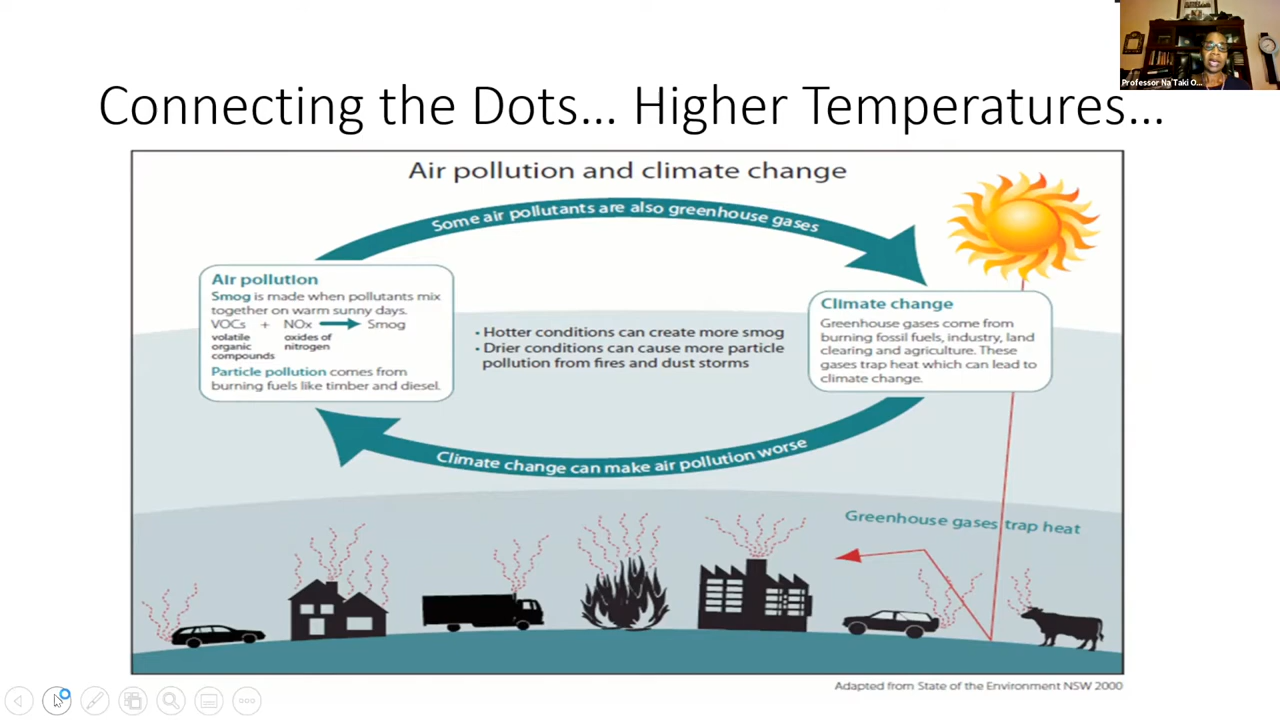 Professor Na'Taki O...
Connecting the Dots... Higher Temperatures...
Air pollution and climate change
Some air pollutants are also greenhouse gases
Air pollution
Smog is made when pollutants mix
together on warm sunny days.
VOCs + NOx Smog
volatile oxides of
organic nitrogen
compounds
Particle pollution comes from
burning fuels like timber and diesel.
• Hotter conditions can create more smog
• Drier conditions can cause more particle
pollution from fires and dust storms
Climate change
Greenhouse gases come from
burning fossil fuels, industry, land
clearing and agriculture. These
gases trap heat which can lead to
climate change.
Climate change can make air pollution worse
Greenhouse gases trap heat
Adapted from State of the Environment NSW 2000